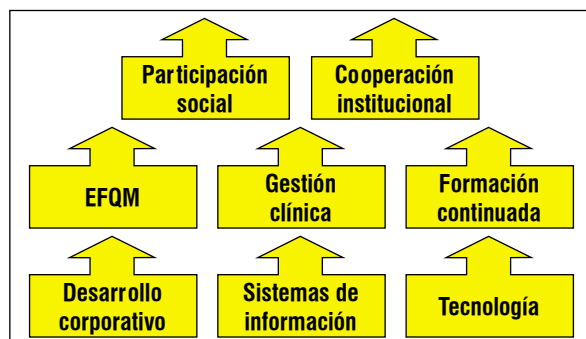 Participación
social
Cooperación
institucional
EFQM
Gestión
clínica
Formación
continuada
Desarrollo
corporativo
Sistemas de
información
Tecnología